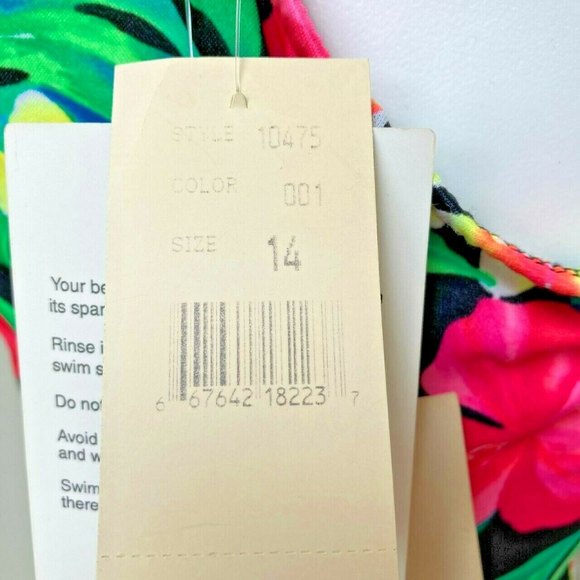 STYLE 10475
COLOR 001
SIZE 14
6 67642 18223 7
Your be
its spar
Rinse i
swim s
Do not
Avoid
and w
Swim
there